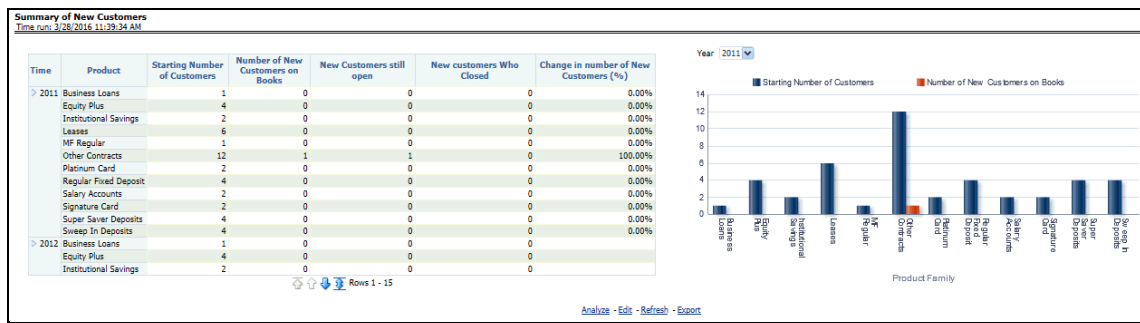 Summary of New Customers
Time run: 3/28/2016 11:39:34 AM
Time Product Starting Number of Customers Number of New Customers on Books New Customers still open New customers Who Closed Change in number of New Customers (%)
2011 Business Loans 1 0 0 0 0.00%
Equity Plus 4 0 0 0 0.00%
Institutional Savings 2 0 0 0 0.00%
Leases 6 0 0 0 0.00%
MF Regular 1 0 0 0 0.00%
Other Contracts 12 1 1 0 100.00%
Platinum Card 2 0 0 0 0.00%
Regular Fixed Deposit 4 0 0 0 0.00%
Salary Accounts 2 0 0 0 0.00%
Signature Card 2 0 0 0 0.00%
Super Saver Deposits 4 0 0 0 0.00%
Sweep In Deposits 4 0 0 0 0.00%
2012 Business Loans 1 0 0 0
Equity Plus 4 0 0 0
Institutional Savings 2 0 0 0
Rows 1 - 15
Year 2011
Starting Number of Customers Number of New Customers on Books
14
12
10
8
6
4
2
0
Business Loans
Equity Plus
Institutional Savings
Leases
MF Regular
Other Contracts
Platinum Card
Regular Fixed Deposit
Salary Accounts
Signature Card
Super Saver Deposits
Sweep In Deposits
Product Family
Analyze - Edit - Refresh - Export